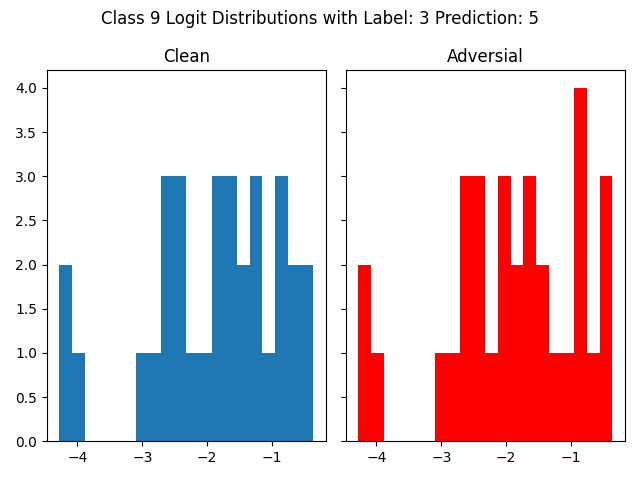 Class 9 Logit Distributions with Label: 3 Prediction: 5
Clean
Adversial
4.0
3.5
3.0
2.5
2.0
1.5
1.0
0.5
0.0
−4 −3 −2 −1
−4 −3 −2 −1